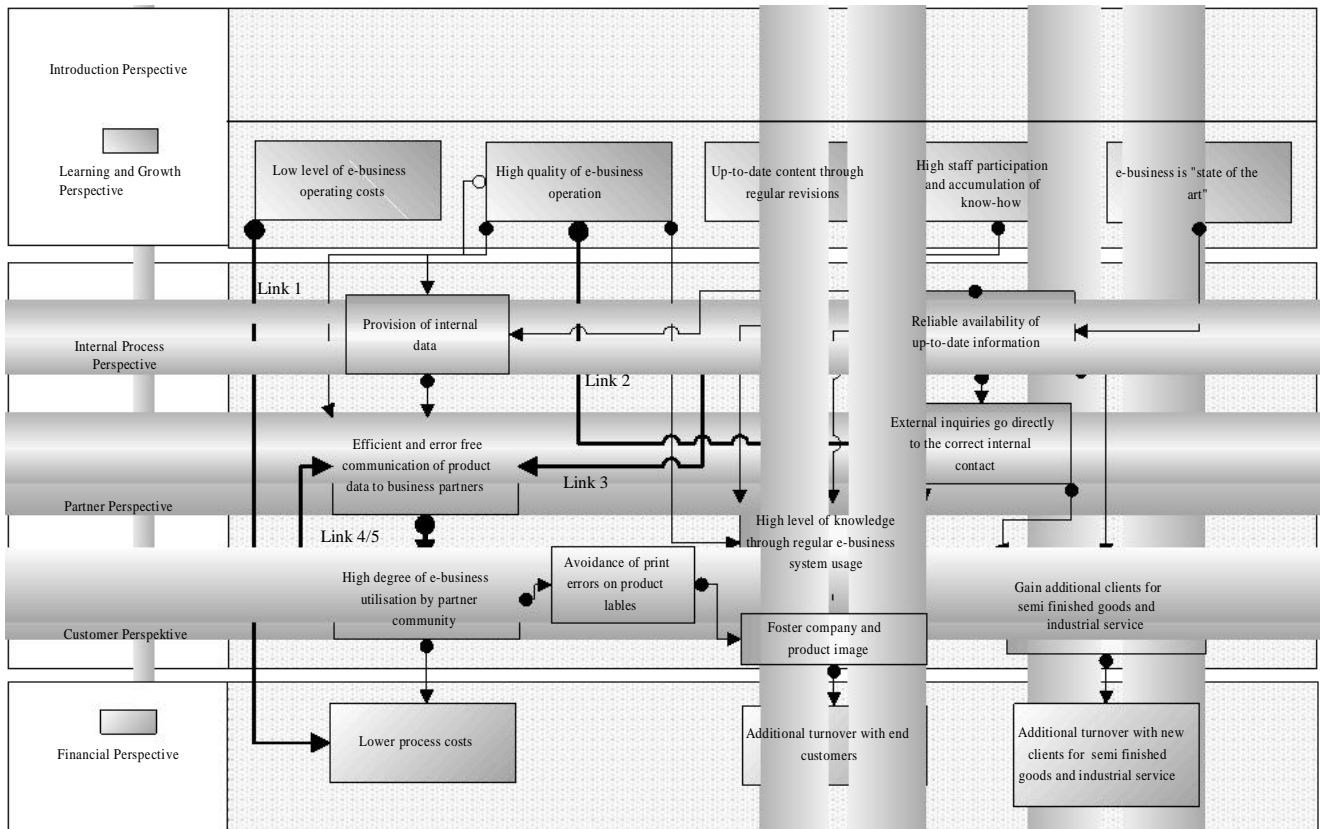 Introduction Perspective
Learning and Growth
Perspective
Low level of e-business
operating costs
High quality of e-business
operation
Up-to-date content through
regular revisions
High staff participation
and accumulation of
know-how
e-business is "state of the
art"
Link 1
Internal Process
Perspective
Provision of internal
data
Reliable availability of
up-to-date information
Link 2
External inquiries go directly
to the correct internal
contact
Efficient and error free
communication of product
data to business partners
Link 3
Partner Perspective
High level of knowledge
through regular e-business
system usage
Link 4/5
Customer Perspektive
High degree of e-business
utilisation by partner
community
Avoidance of print
errors on product
lables
Foster company and
product image
Gain additional clients for
semi finished goods and
industrial service
Financial Perspective
Lower process costs
Additional turnover with end
customers
Additional turnover with new
clients for semi finished
goods and industrial service